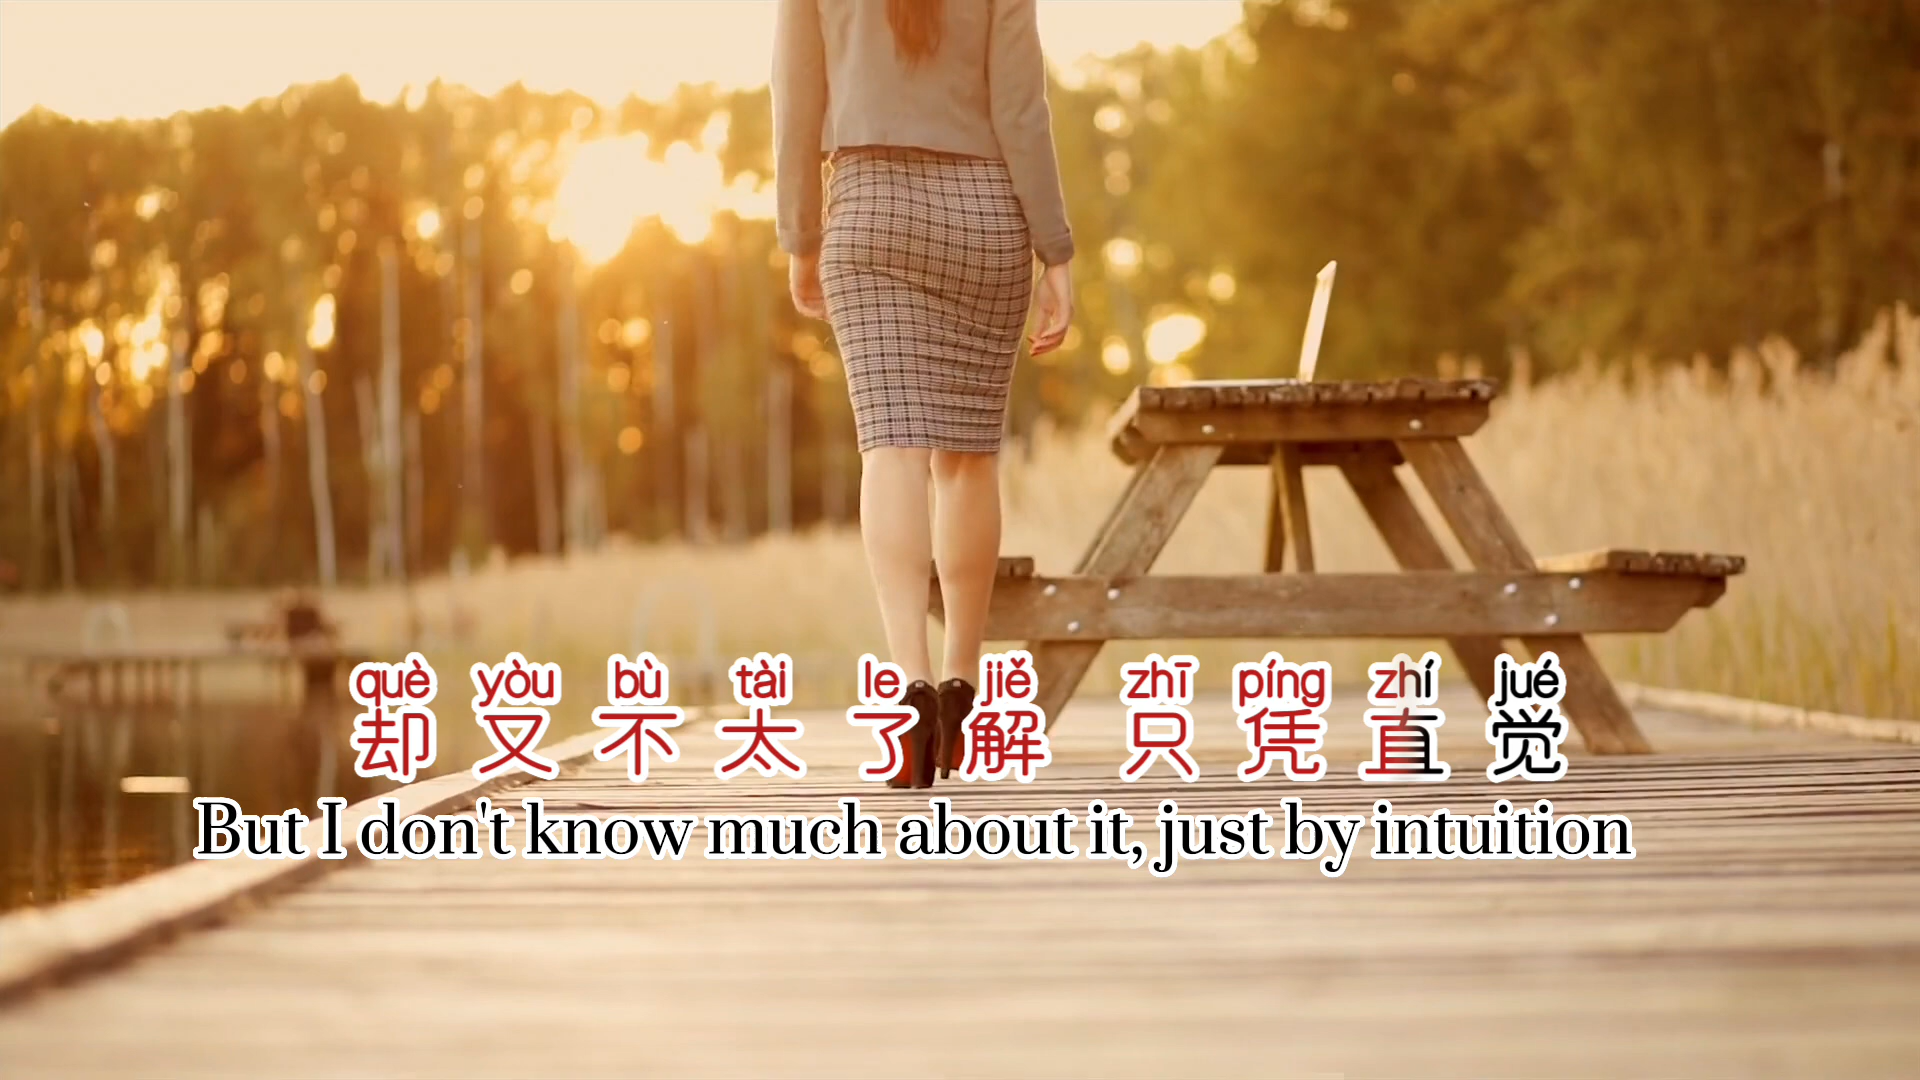 què yòu bù tài le jiě zhī píng zhí jué
却又不太了解 只凭直觉
But I don't know much about it, just by intuition